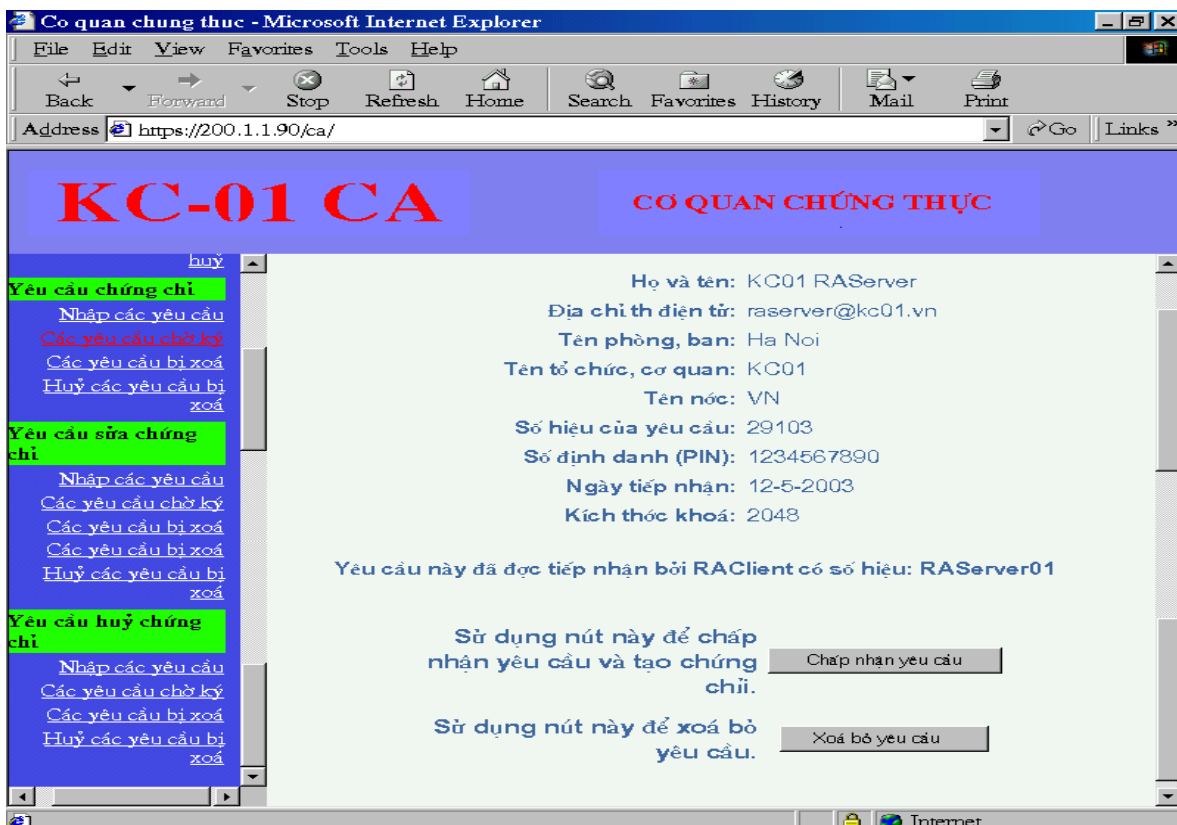 Co quan chung thuc - Microsoft Internet Explorer
File Edit View Favorites Tools Help
Back Forward Stop Refresh Home Search Favorites History Mail Print
Address https://200.1.1.90/ca/ Go Links »
KC-01 CA
CƠ QUAN CHỨNG THỰC
huỷ
Yêu cầu chứng chỉ
Nhập các yêu cầu
Các yêu cầu chờ ký
Các yêu cầu bị xoá
Huỷ các yêu cầu bị
xoá
Yêu cầu sửa chứng
chỉ
Nhập các yêu cầu
Các yêu cầu chờ ký
Các yêu cầu bị xoá
Các yêu cầu bị xoá
Huỷ các yêu cầu bị
xoá
Yêu cầu huỷ chứng
chỉ
Nhập các yêu cầu
Các yêu cầu chờ ký
Các yêu cầu bị xoá
Huỷ các yêu cầu bị
xoá
Họ và tên: KC01 RAServer
Địa chỉ th điện tử: raserver@kc01.vn
Tên phòng, ban: Ha Noi
Tên tổ chức, cơ quan: KC01
Tên nớc: VN
Số hiệu của yêu cầu: 29103
Số định danh (PIN): 1234567890
Ngày tiếp nhận: 12-5-2003
Kích thớc khoá: 2048
Yêu cầu này đã đợc tiếp nhận bởi RAClient có số hiệu: RAServer01
Sử dụng nút này để chấp
nhận yêu cầu và tạo chứng
chỉi.
Chấp nhận yeu cáu
Sử dụng nút này để xoá bỏ
yêu cầu.
Xoá bỏ yeu cáu
Internet